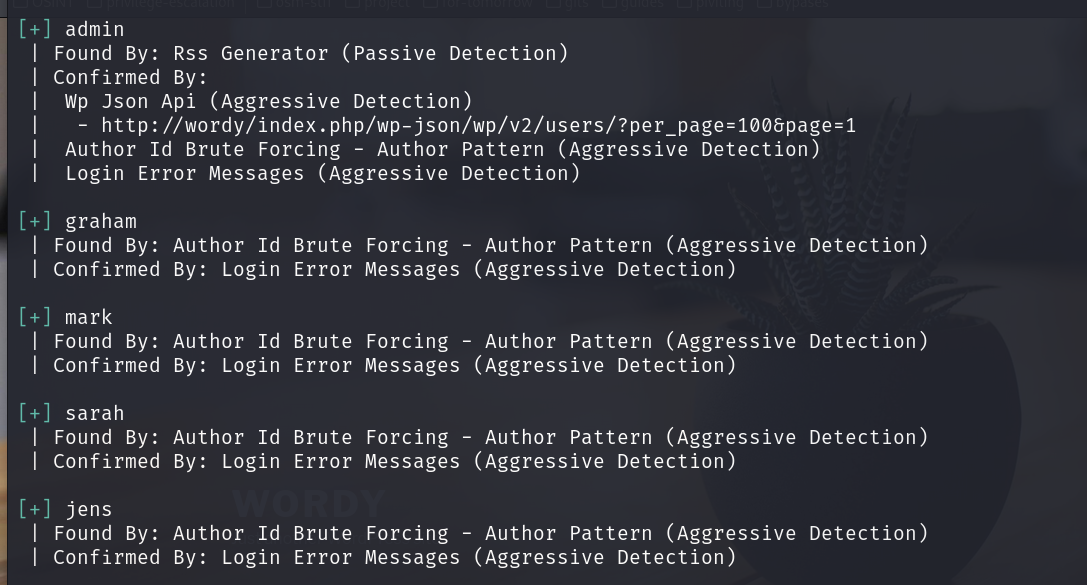 [+] admin
| Found By: Rss Generator (Passive Detection)
| Confirmed By:
|  Wp Json Api (Aggressive Detection)
|   - http://wordy/index.php/wp-json/wp/v2/users/?per_page=100&page=1
|  Author Id Brute Forcing - Author Pattern (Aggressive Detection)
|  Login Error Messages (Aggressive Detection)
[+] graham
| Found By: Author Id Brute Forcing - Author Pattern (Aggressive Detection)
| Confirmed By: Login Error Messages (Aggressive Detection)
[+] mark
| Found By: Author Id Brute Forcing - Author Pattern (Aggressive Detection)
| Confirmed By: Login Error Messages (Aggressive Detection)
[+] sarah
| Found By: Author Id Brute Forcing - Author Pattern (Aggressive Detection)
| Confirmed By: Login Error Messages (Aggressive Detection)
WORDY
[+] jens
| Found By: Author Id Brute Forcing - Author Pattern (Aggressive Detection)
| Confirmed By: Login Error Messages (Aggressive Detection)